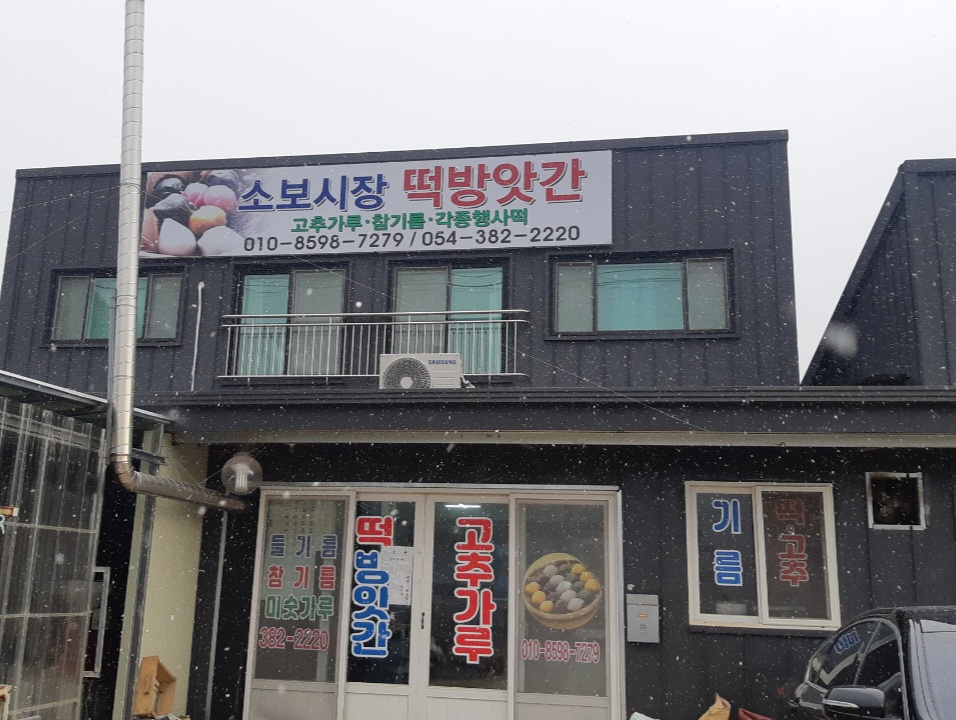 소보시장 떡방앗간
고추가루·참기름·각종행사떡
010-8598-7279 / 054-382-2220
SAMSUNG
들기름
참기름
미숫가루
382-2220
떡방앗간
고추가루
010-8598-7279
기름
떡·고추